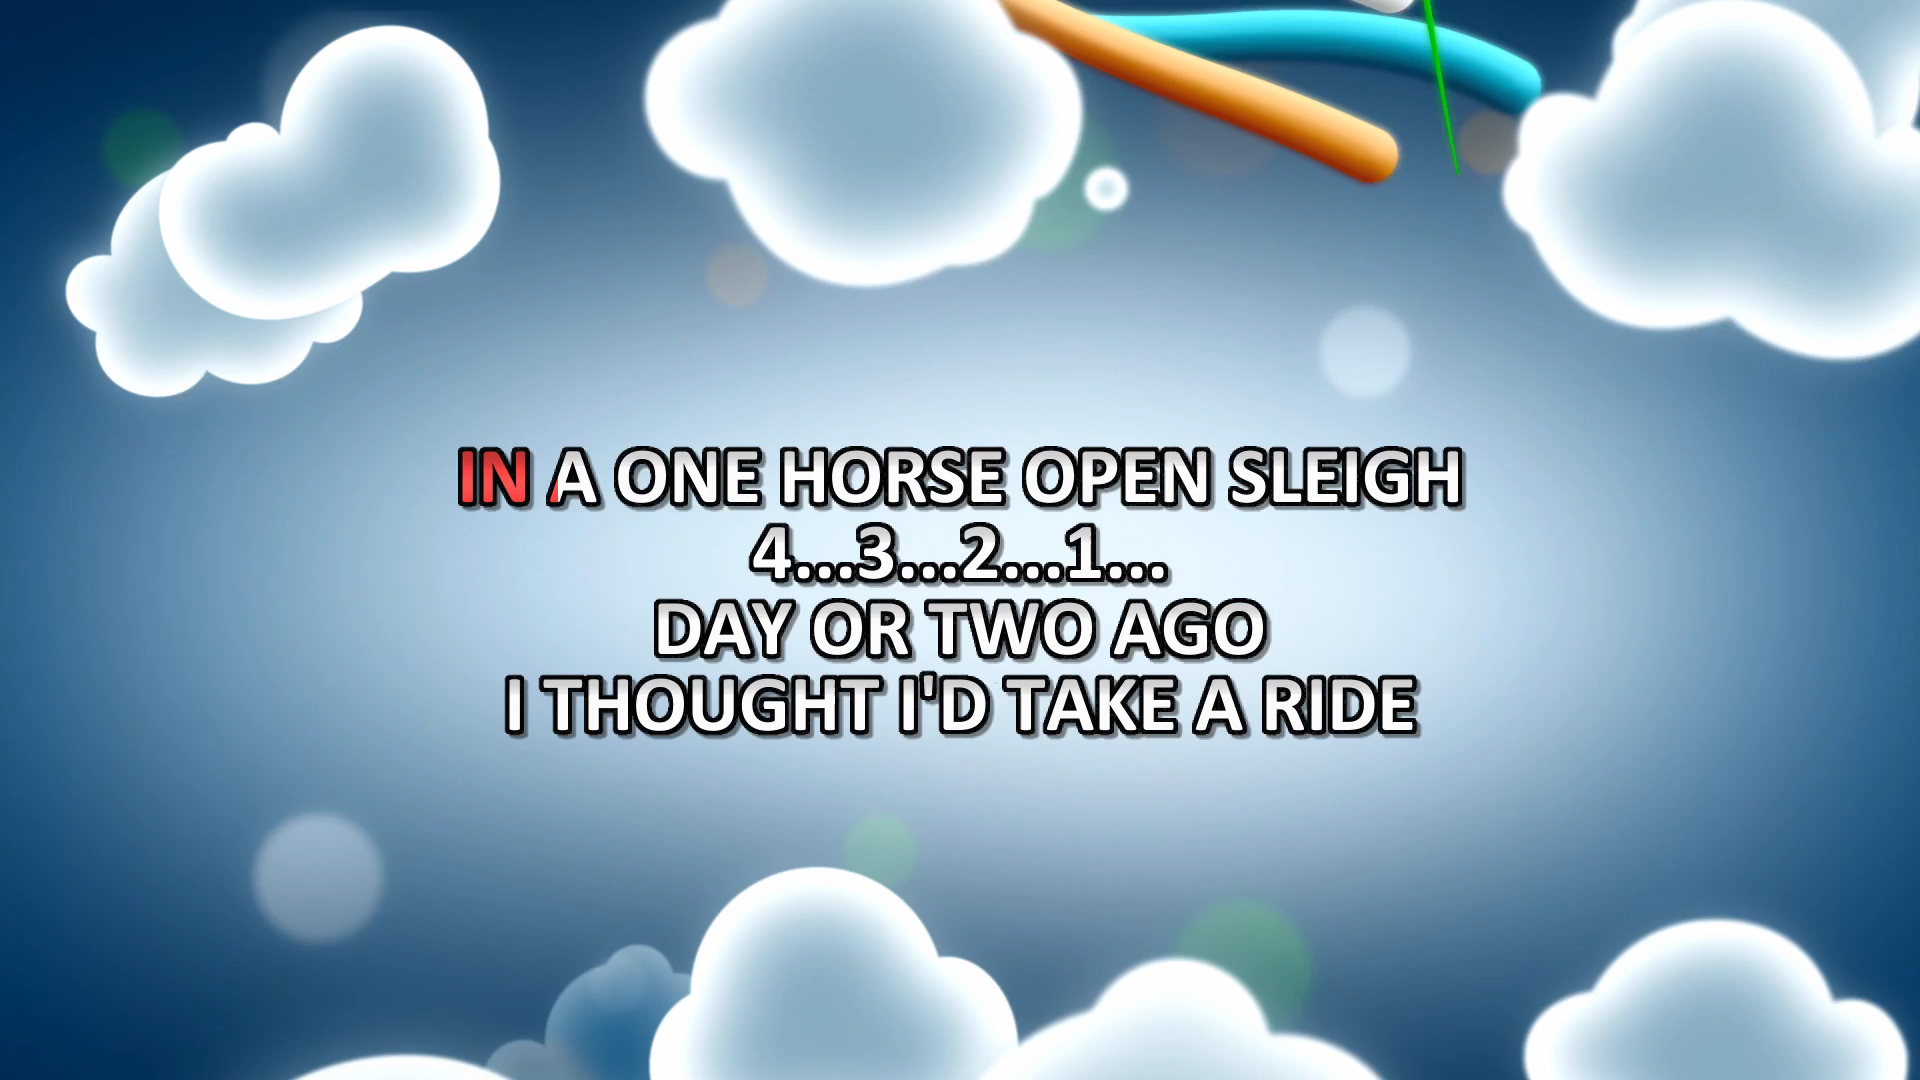 IN A ONE HORSE OPEN SLEIGH
4...3...2...1...
DAY OR TWO AGO
I THOUGHT I'D TAKE A RIDE